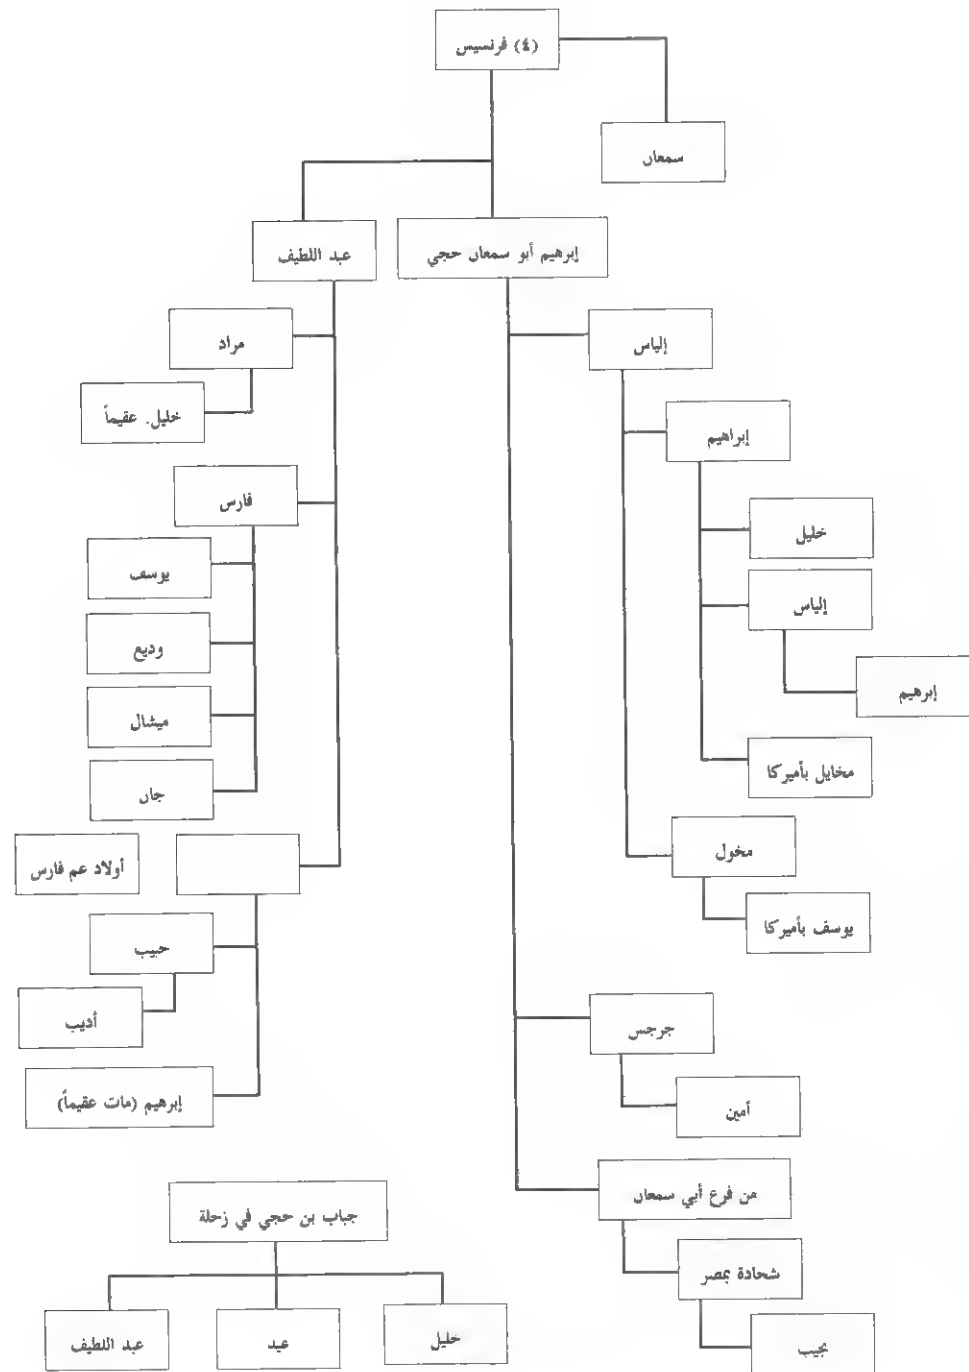 (٤) فرنسيس
سمعان
إبرهيم أبو سمعان حجي
عبد اللطيف
إلياس
إبراهيم
خليل
إلياس
إبرهيم
مخايل بأميركا
مخول
يوسف بأميركا
جرجس
أمين
من فرع أبي سمعان
شحادة بمصر
نجيب
مراد
خليل. عقيماً
فارس
يوسف
وديع
ميشال
جان
أولاد عم فارس
حبيب
أديب
إبرهيم (مات عقيماً)
جباب بن حجي في زحلة
خليل
عيد
عبد اللطيف